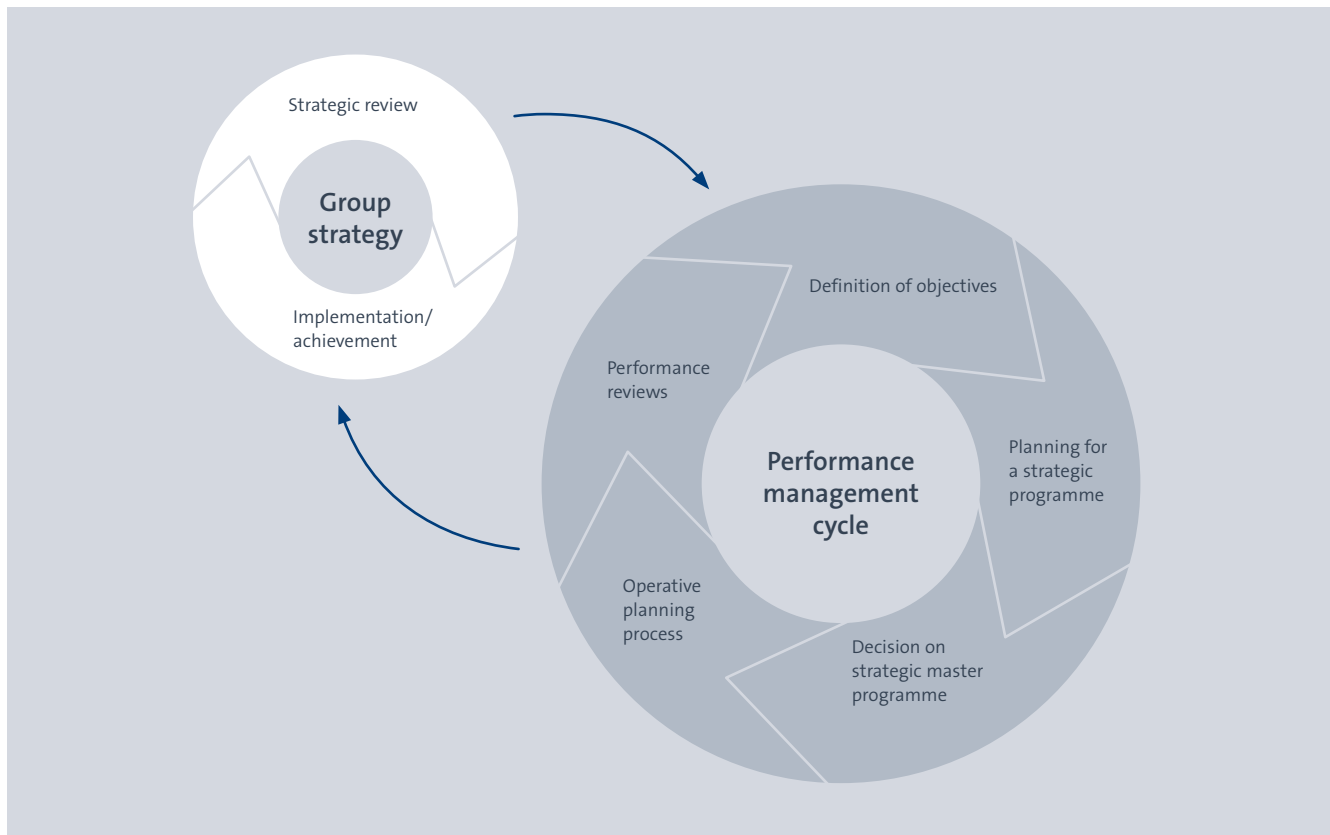 Strategic review
Group
strategy
Implementation/
achievement
Definition of objectives
Performance
reviews
Planning for
a strategic
programme
Performance
management
cycle
Operative
planning
process
Decision on
strategic master
programme